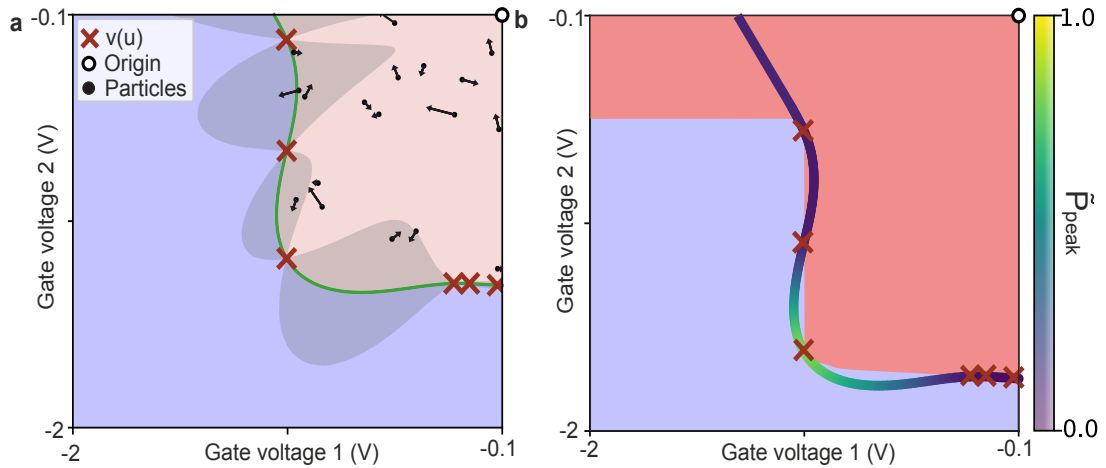 a
-0.1
v(u)
Origin
Particles
Gate voltage 2 (V)
-2
-2
Gate voltage 1 (V)
-0.1
b
-0.1
Gate voltage 2 (V)
-2
-2
Gate voltage 1 (V)
-0.1
1.0
P̃peak
0.0